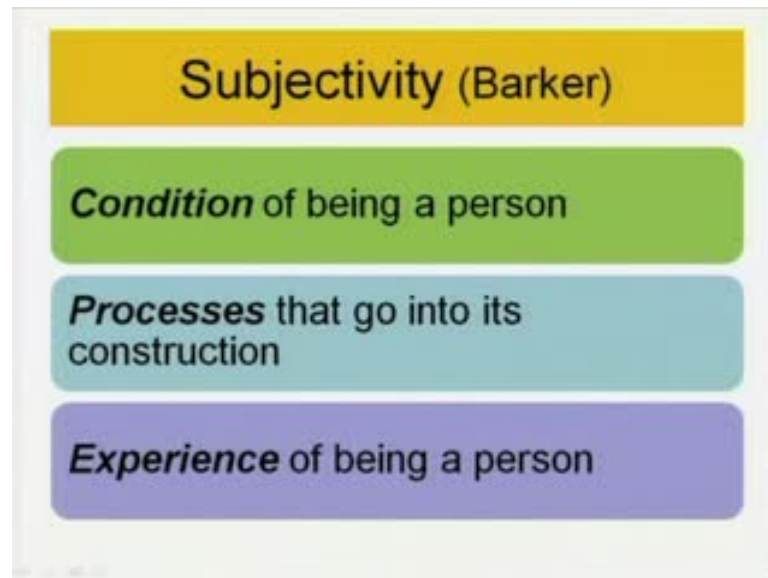 Subjectivity (Barker)
Condition of being a person
Processes that go into its
construction
Experience of being a person